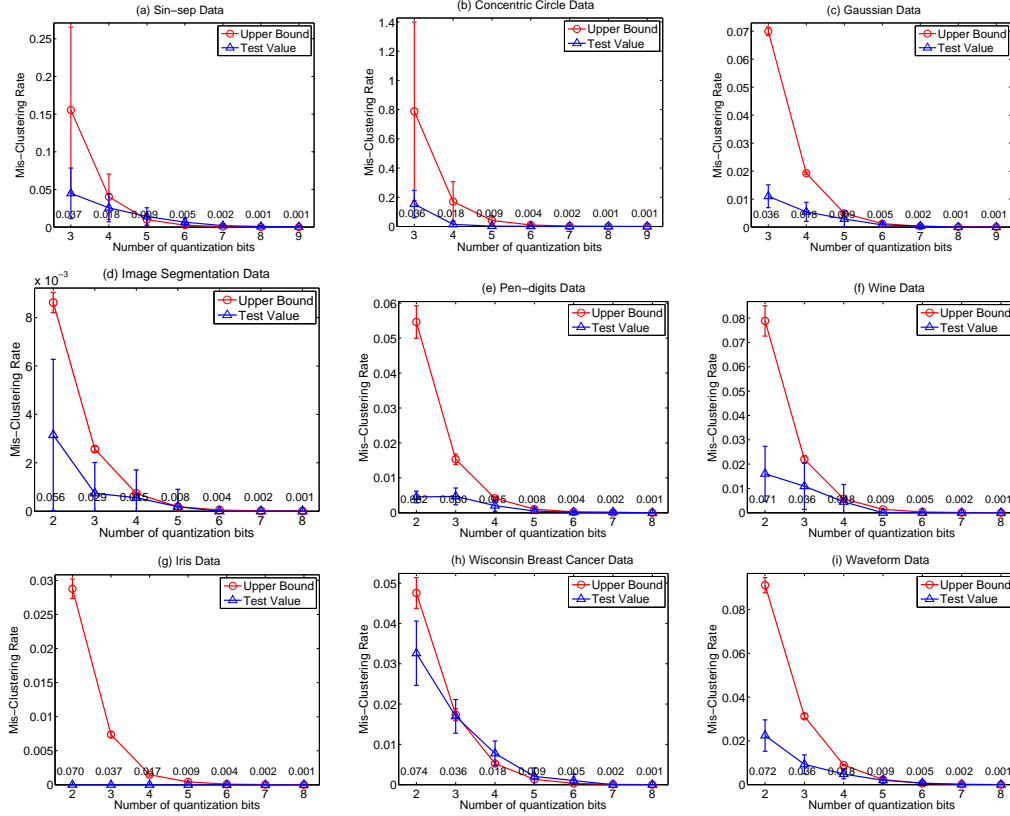 (a) Sin-sep Data
Mis-Clustering Rate
0.25
0.2
0.15
0.1
0.05
0
Upper Bound
Test Value
0.037 0.018 0.009 0.005 0.002 0.001 0.001
3 4 5 6 7 8 9
Number of quantization bits
(b) Concentric Circle Data
Mis-Clustering Rate
1.4
1.2
1
0.8
0.6
0.4
0.2
0
Upper Bound
Test Value
0.036 0.018 0.009 0.004 0.002 0.001 0.001
3 4 5 6 7 8 9
Number of quantization bits
(c) Gaussian Data
Mis-Clustering Rate
0.07
0.06
0.05
0.04
0.03
0.02
0.01
0
Upper Bound
Test Value
0.036 0.018 0.009 0.005 0.002 0.001 0.001
3 4 5 6 7 8 9
Number of quantization bits
(d) Image Segmentation Data
x 10⁻³
Mis-Clustering Rate
8
6
4
2
0
Upper Bound
Test Value
0.056 0.029 0.015 0.008 0.004 0.002 0.001
2 3 4 5 6 7 8
Number of quantization bits
(e) Pen-digits Data
Mis-Clustering Rate
0.06
0.05
0.04
0.03
0.02
0.01
0
Upper Bound
Test Value
0.030 0.008 0.004 0.002 0.001
2 3 4 5 6 7 8
Number of quantization bits
(f) Wine Data
Mis-Clustering Rate
0.08
0.07
0.06
0.05
0.04
0.03
0.02
0.01
0
Upper Bound
Test Value
0.071 0.036 0.018 0.009 0.005 0.002 0.001
2 3 4 5 6 7 8
Number of quantization bits
(g) Iris Data
Mis-Clustering Rate
0.03
0.025
0.02
0.015
0.01
0.005
0
Upper Bound
Test Value
0.070 0.037 0.017 0.009 0.002 0.001
2 3 4 5 6 7 8
Number of quantization bits
(h) Wisconsin Breast Cancer Data
Mis-Clustering Rate
0.05
0.04
0.03
0.02
0.01
0
Upper Bound
Test Value
0.074 0.036 0.018 0.009 0.005 0.002 0.001
2 3 4 5 6 7 8
Number of quantization bits
(i) Waveform Data
Mis-Clustering Rate
0.08
0.06
0.04
0.02
0
Upper Bound
Test Value
0.072 0.036 0.018 0.009 0.005 0.002 0.001
2 3 4 5 6 7 8
Number of quantization bits